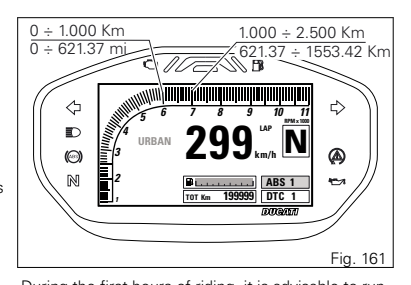 0 ÷ 1.000 Km
0 ÷ 621.37 mi
1.000 ÷ 2.500 Km
621.37 ÷ 1553.42 Km
1 2 3 4 5 6 7 8 9 10 11
RPM x 1000
URBAN
299
km/h
LAP
N
ABS
N
TOT Km 199999
ABS 1
DTC 1
DUCATI
s
Fig. 161
During the first hours of riding, it is advisable to run